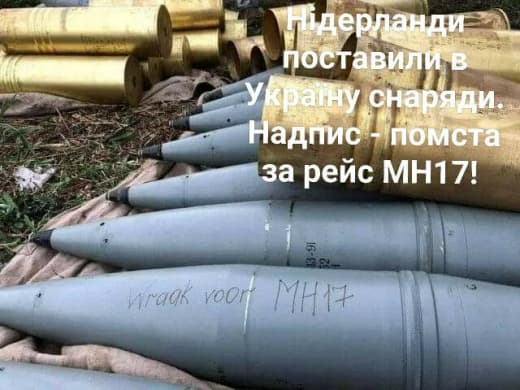 Нідерланди
поставили в
Україну снаряди.
Надпис - помста
за рейс МН17!
Wraak voor MH17